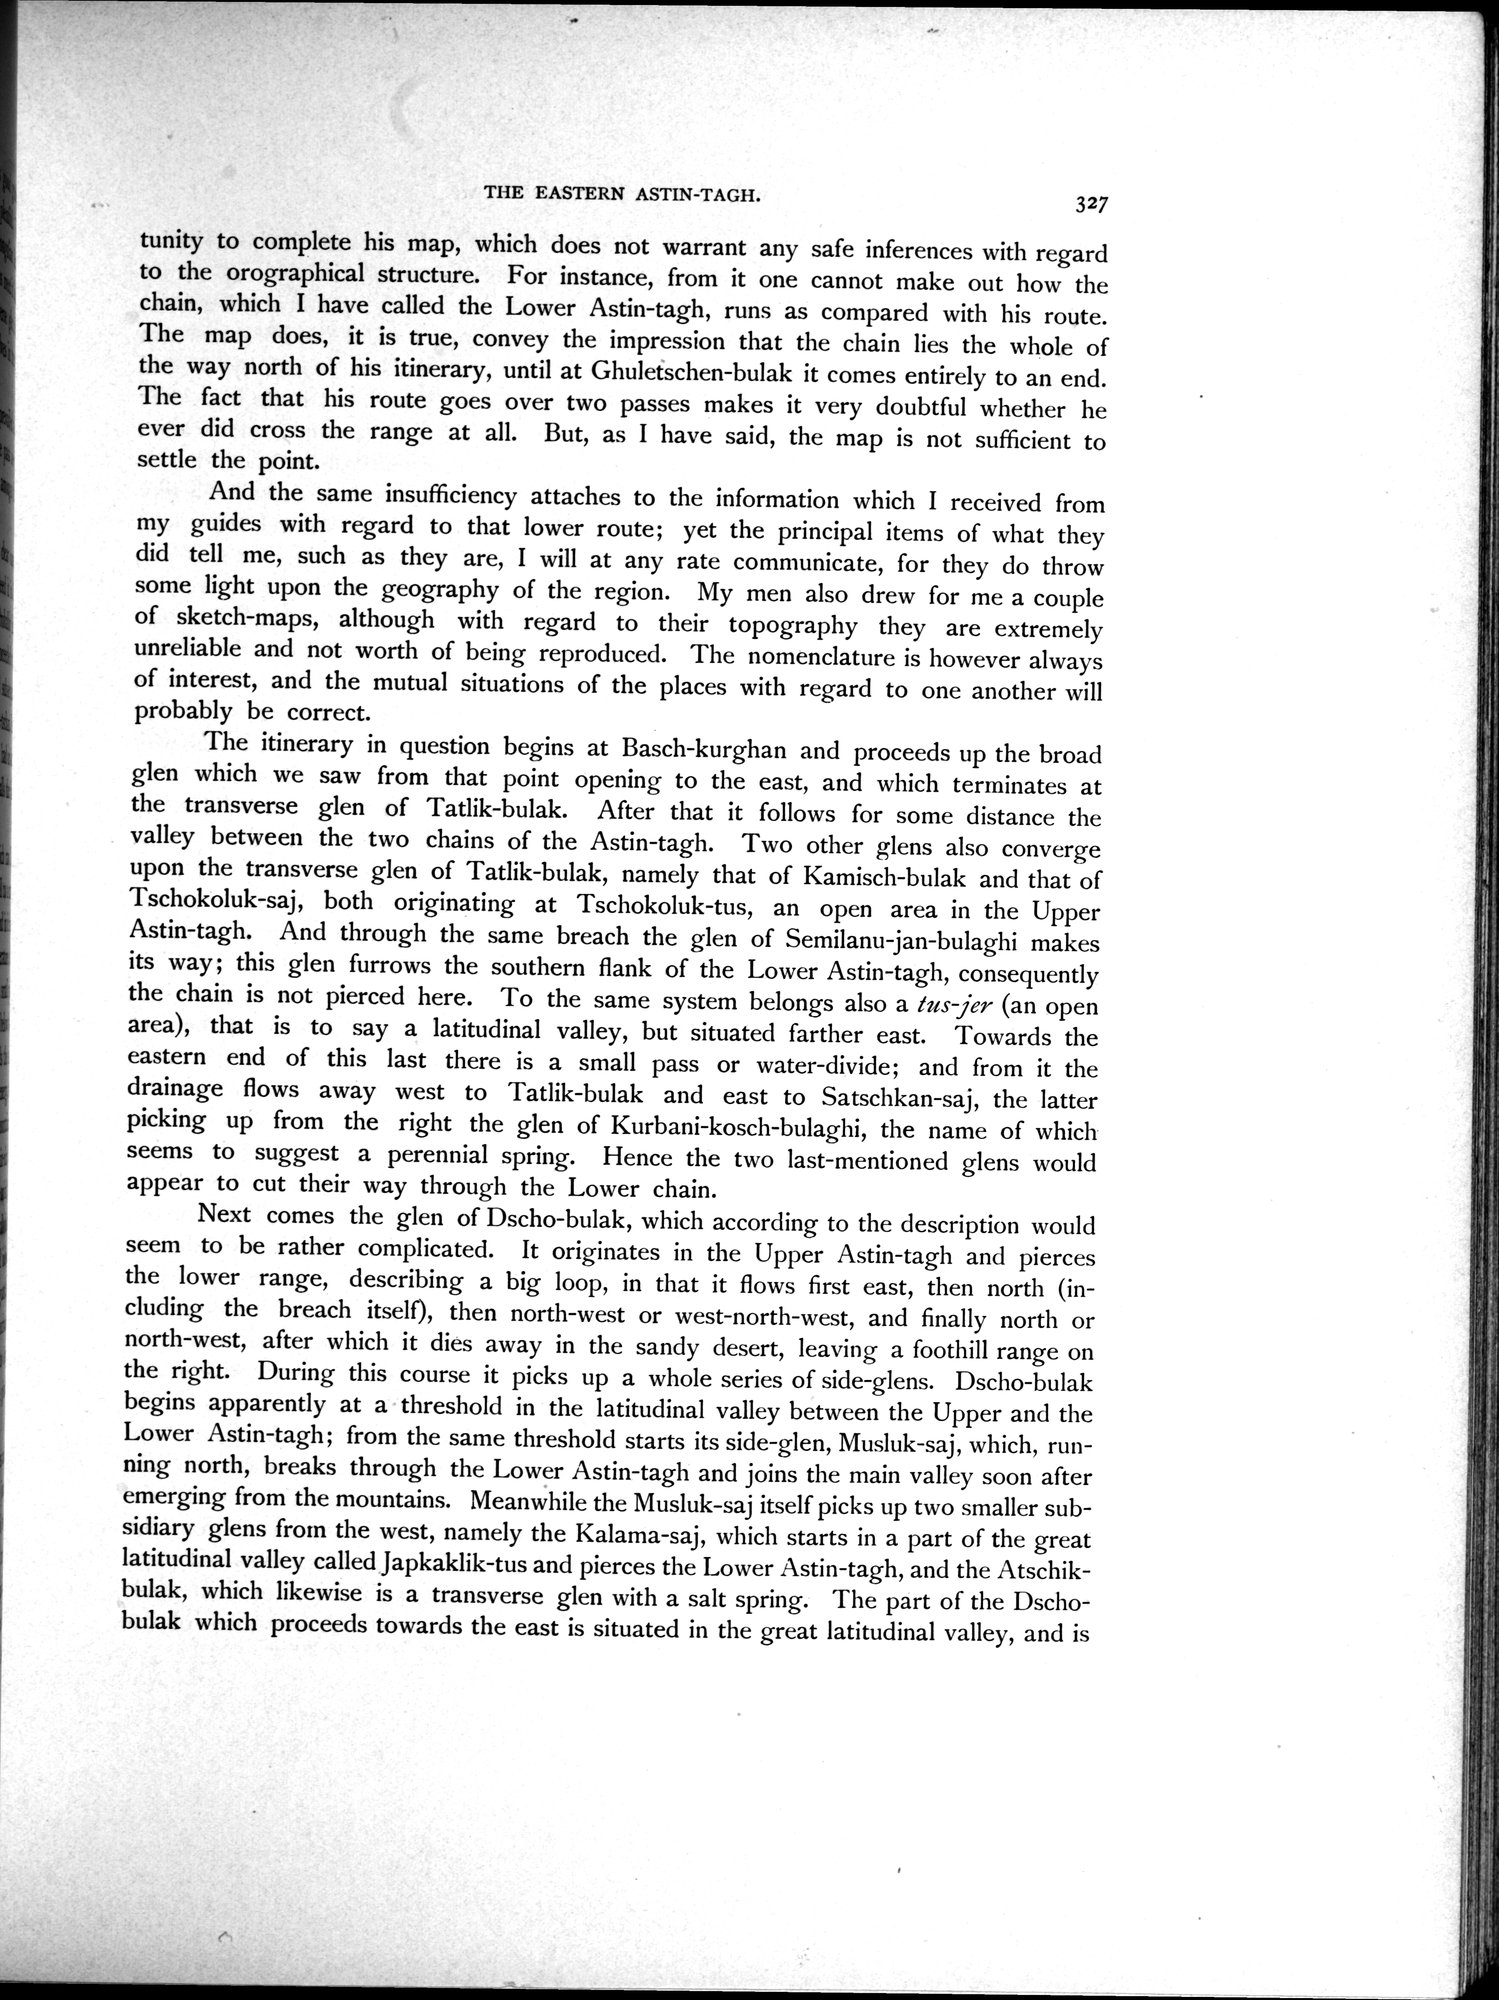 THE EASTERN ASTIN-TAGH.
327
tunity to complete his map, which does not warrant any safe inferences with regard
to the orographical structure. For instance, from it one cannot make out how the
chain, which I have called the Lower Astin-tagh, runs as compared with his route.
The map does, it is true, convey the impression that the chain lies the whole of
the way north of his itinerary, until at Ghuletschen-bulak it comes entirely to an end.
The fact that his route goes over two passes makes it very doubtful whether he
ever did cross the range at all. But, as I have said, the map is not sufficient to
settle the point.
And the same insufficiency attaches to the information which I received from
my guides with regard to that lower route; yet the principal items of what they
did tell me, such as they are, I will at any rate communicate, for they do throw
some light upon the geography of the region. My men also drew for me a couple
of sketch-maps, although with regard to their topography they are extremely
unreliable and not worth of being reproduced. The nomenclature is however always
of interest, and the mutual situations of the places with regard to one another will
probably be correct.
The itinerary in question begins at Basch-kurghan and proceeds up the broad
glen which we saw from that point opening to the east, and which terminates at
the transverse glen of Tatlik-bulak. After that it follows for some distance the
valley between the two chains of the Astin-tagh. Two other glens also converge
upon the transverse glen of Tatlik-bulak, namely that of Kamisch-bulak and that of
Tschokoluk-saj, both originating at Tschokoluk-tus, an open area in the Upper
Astin-tagh. And through the same breach the glen of Semilanu-jan-bulaghi makes
its way; this glen furrows the southern flank of the Lower Astin-tagh, consequently
the chain is not pierced here. To the same system belongs also a tus-jer (an open
area), that is to say a latitudinal valley, but situated farther east. Towards the
eastern end of this last there is a small pass or water-divide; and from it the
drainage flows away west to Tatlik-bulak and east to Satschkan-saj, the latter
picking up from the right the glen of Kurbani-kosch-bulaghi, the name of which
seems to suggest a perennial spring. Hence the two last-mentioned glens would
appear to cut their way through the Lower chain.
Next comes the glen of Dscho-bulak, which according to the description would
seem to be rather complicated. It originates in the Upper Astin-tagh and pierces
the lower range, describing a big loop, in that it flows first east, then north (in-
cluding the breach itself), then north-west or west-north-west, and finally north or
north-west, after which it dies away in the sandy desert, leaving a foothill range on
the right. During this course it picks up a whole series of side-glens. Dscho-bulak
begins apparently at a threshold in the latitudinal valley between the Upper and the
Lower Astin-tagh; from the same threshold starts its side-glen, Musluk-saj, which, run-
ning north, breaks through the Lower Astin-tagh and joins the main valley soon after
emerging from the mountains. Meanwhile the Musluk-saj itself picks up two smaller sub-
sidiary glens from the west, namely the Kalama-saj, which starts in a part of the great
latitudinal valley called Japkaklik-tus and pierces the Lower Astin-tagh, and the Atschik-
bulak, which likewise is a transverse glen with a salt spring. The part of the Dscho-
bulak which proceeds towards the east is situated in the great latitudinal valley, and is